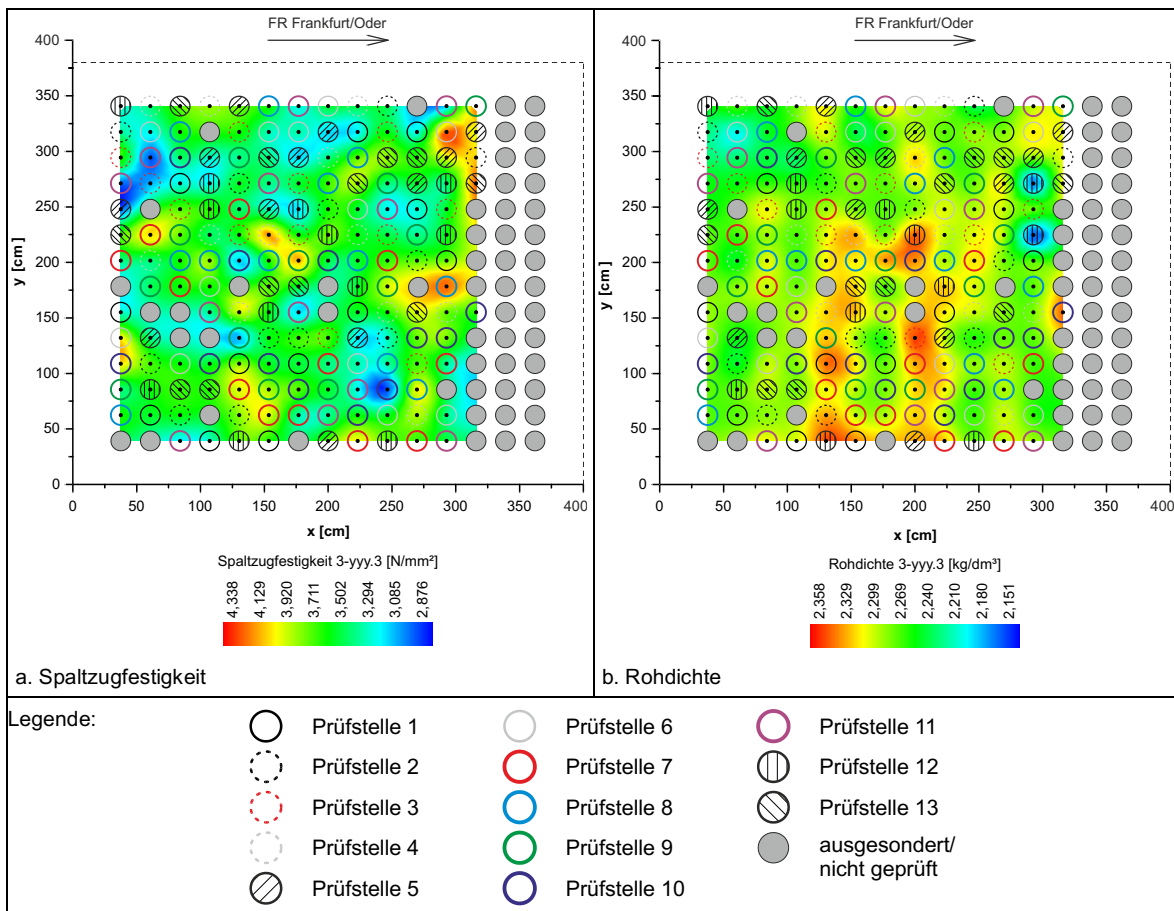 FR Frankfurt/Oder
400
350
300
250
200
150
100
50
0
y [cm]
0 50 100 150 200 250 300 350 400
x [cm]
Spaltzugfestigkeit 3-yyy.3 [N/mm²]
4,338 4,129 3,920 3,711 3,502 3,294 3,085 2,876
a. Spaltzugfestigkeit
FR Frankfurt/Oder
400
350
300
250
200
150
100
50
0
y [cm]
0 50 100 150 200 250 300 350 400
x [cm]
Rohdichte 3-yyy.3 [kg/dm³]
2,358 2,329 2,299 2,269 2,240 2,210 2,180 2,151
b. Rohdichte
Legende:
Prüfstelle 1
Prüfstelle 2
Prüfstelle 3
Prüfstelle 4
Prüfstelle 5
Prüfstelle 6
Prüfstelle 7
Prüfstelle 8
Prüfstelle 9
Prüfstelle 10
Prüfstelle 11
Prüfstelle 12
Prüfstelle 13
ausgesondert/
nicht geprüft